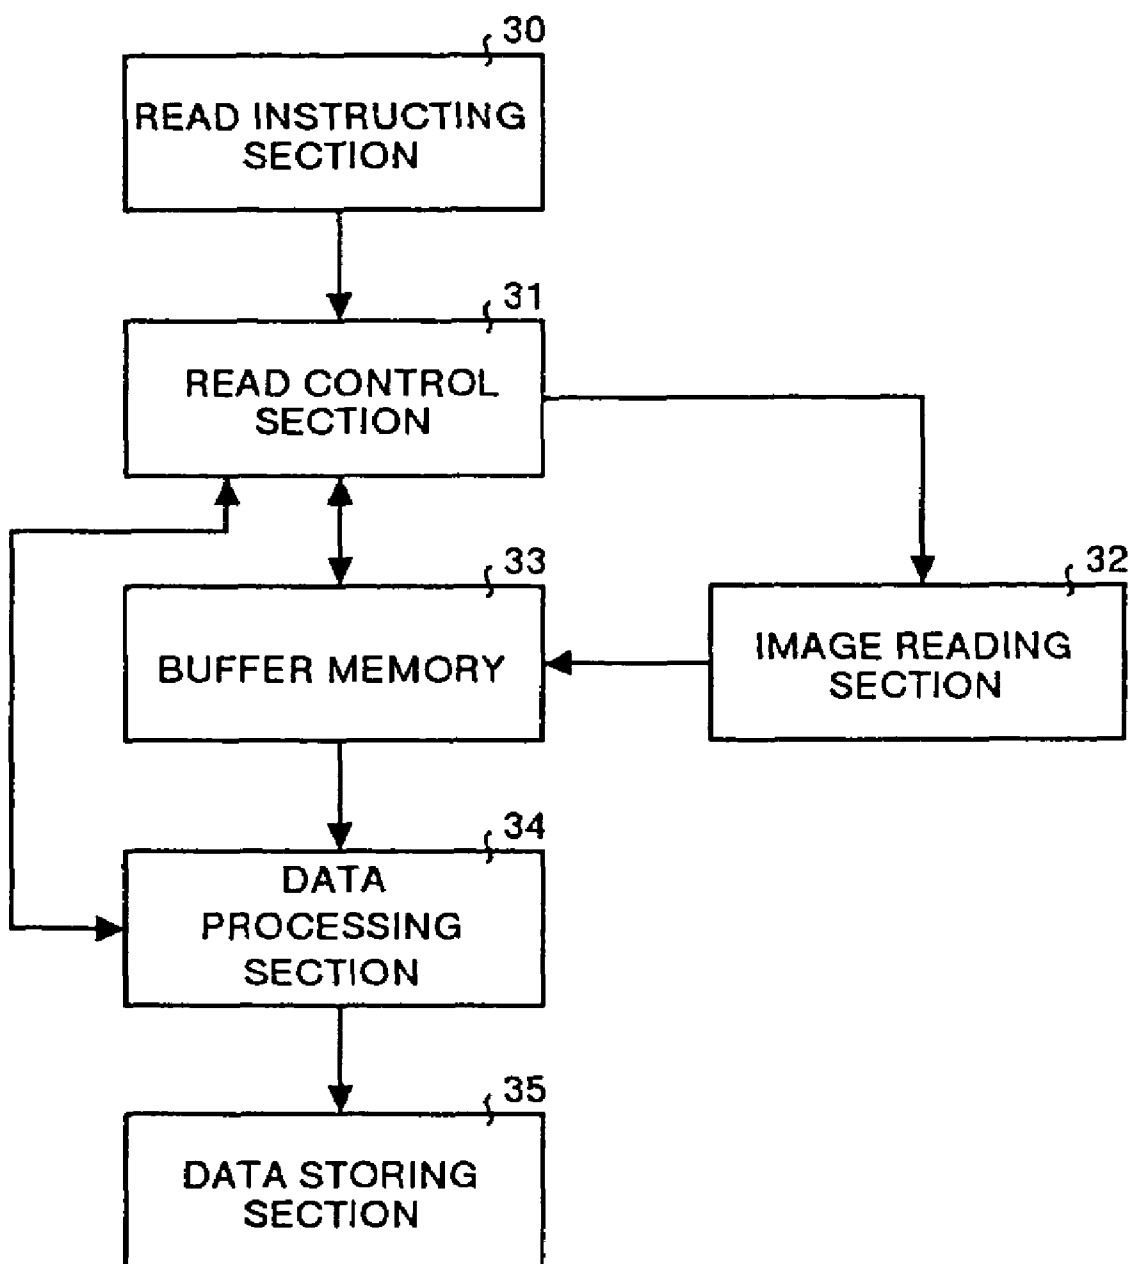 30
READ INSTRUCTING
SECTION
31
READ CONTROL
SECTION
33
BUFFER MEMORY
32
IMAGE READING
SECTION
34
DATA
PROCESSING
SECTION
35
DATA STORING
SECTION